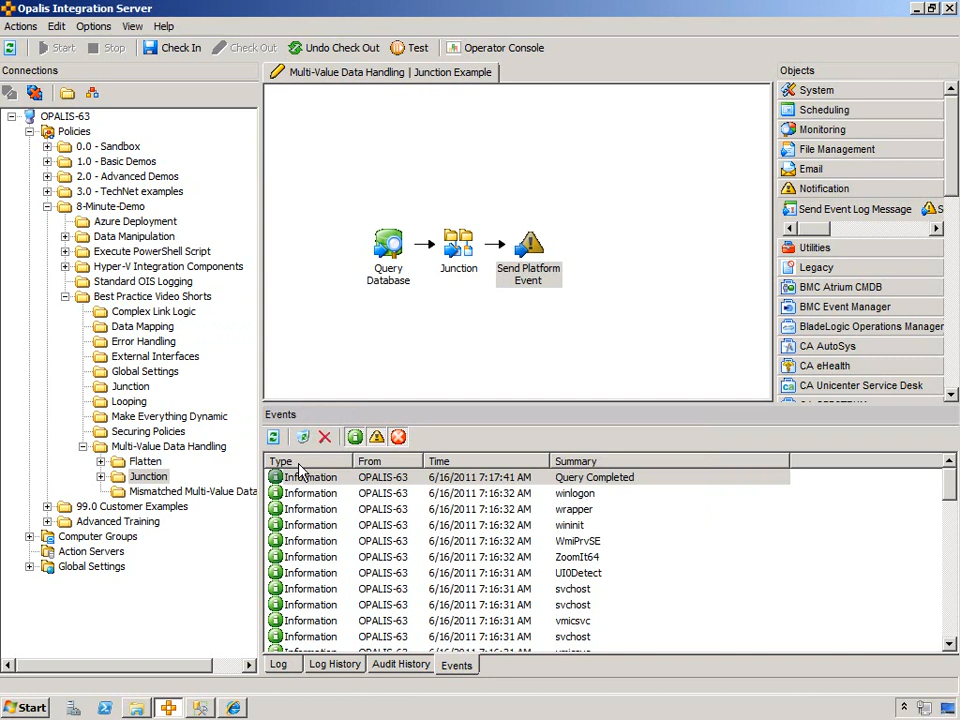 Opalis Integration Server
Actions Edit Options View Help
Start Stop Check In Check Out Undo Check Out Test Operator Console
Connections
OPALIS-63
Policies
0.0 - Sandbox
1.0 - Basic Demos
2.0 - Advanced Demos
3.0 - TechNet examples
8-Minute-Demo
Azure Deployment
Data Manipulation
Execute PowerShell Script
Hyper-V Integration Components
Standard OIS Logging
Best Practice Video Shorts
Complex Link Logic
Data Mapping
Error Handling
External Interfaces
Global Settings
Junction
Looping
Make Everything Dynamic
Securing Policies
Multi-Value Data Handling
Flatten
Junction
Mismatched Multi-Value Data
99.0 Customer Examples
Advanced Training
Computer Groups
Action Servers
Global Settings
Multi-Value Data Handling | Junction Example
Query
Database
Junction
Send Platform
Event
Objects
System
Scheduling
Monitoring
File Management
Email
Notification
Send Event Log Message S
Utilities
Legacy
BMC Atrium CMDB
BMC Event Manager
BladeLogic Operations Manager
CA AutoSys
CA eHealth
CA Unicenter Service Desk
Events
Type From Time Summary
Information OPALIS-63 6/16/2011 7:17:41 AM Query Completed
Information OPALIS-63 6/16/2011 7:16:32 AM winlogon
Information OPALIS-63 6/16/2011 7:16:32 AM wrapper
Information OPALIS-63 6/16/2011 7:16:32 AM wininit
Information OPALIS-63 6/16/2011 7:16:32 AM WmiPrvSE
Information OPALIS-63 6/16/2011 7:16:32 AM ZoomIt64
Information OPALIS-63 6/16/2011 7:16:31 AM UI0Detect
Information OPALIS-63 6/16/2011 7:16:31 AM svchost
Information OPALIS-63 6/16/2011 7:16:31 AM svchost
Information OPALIS-63 6/16/2011 7:16:31 AM vmicsvc
Information OPALIS-63 6/16/2011 7:16:31 AM svchost
Log Log History Audit History Events
Start